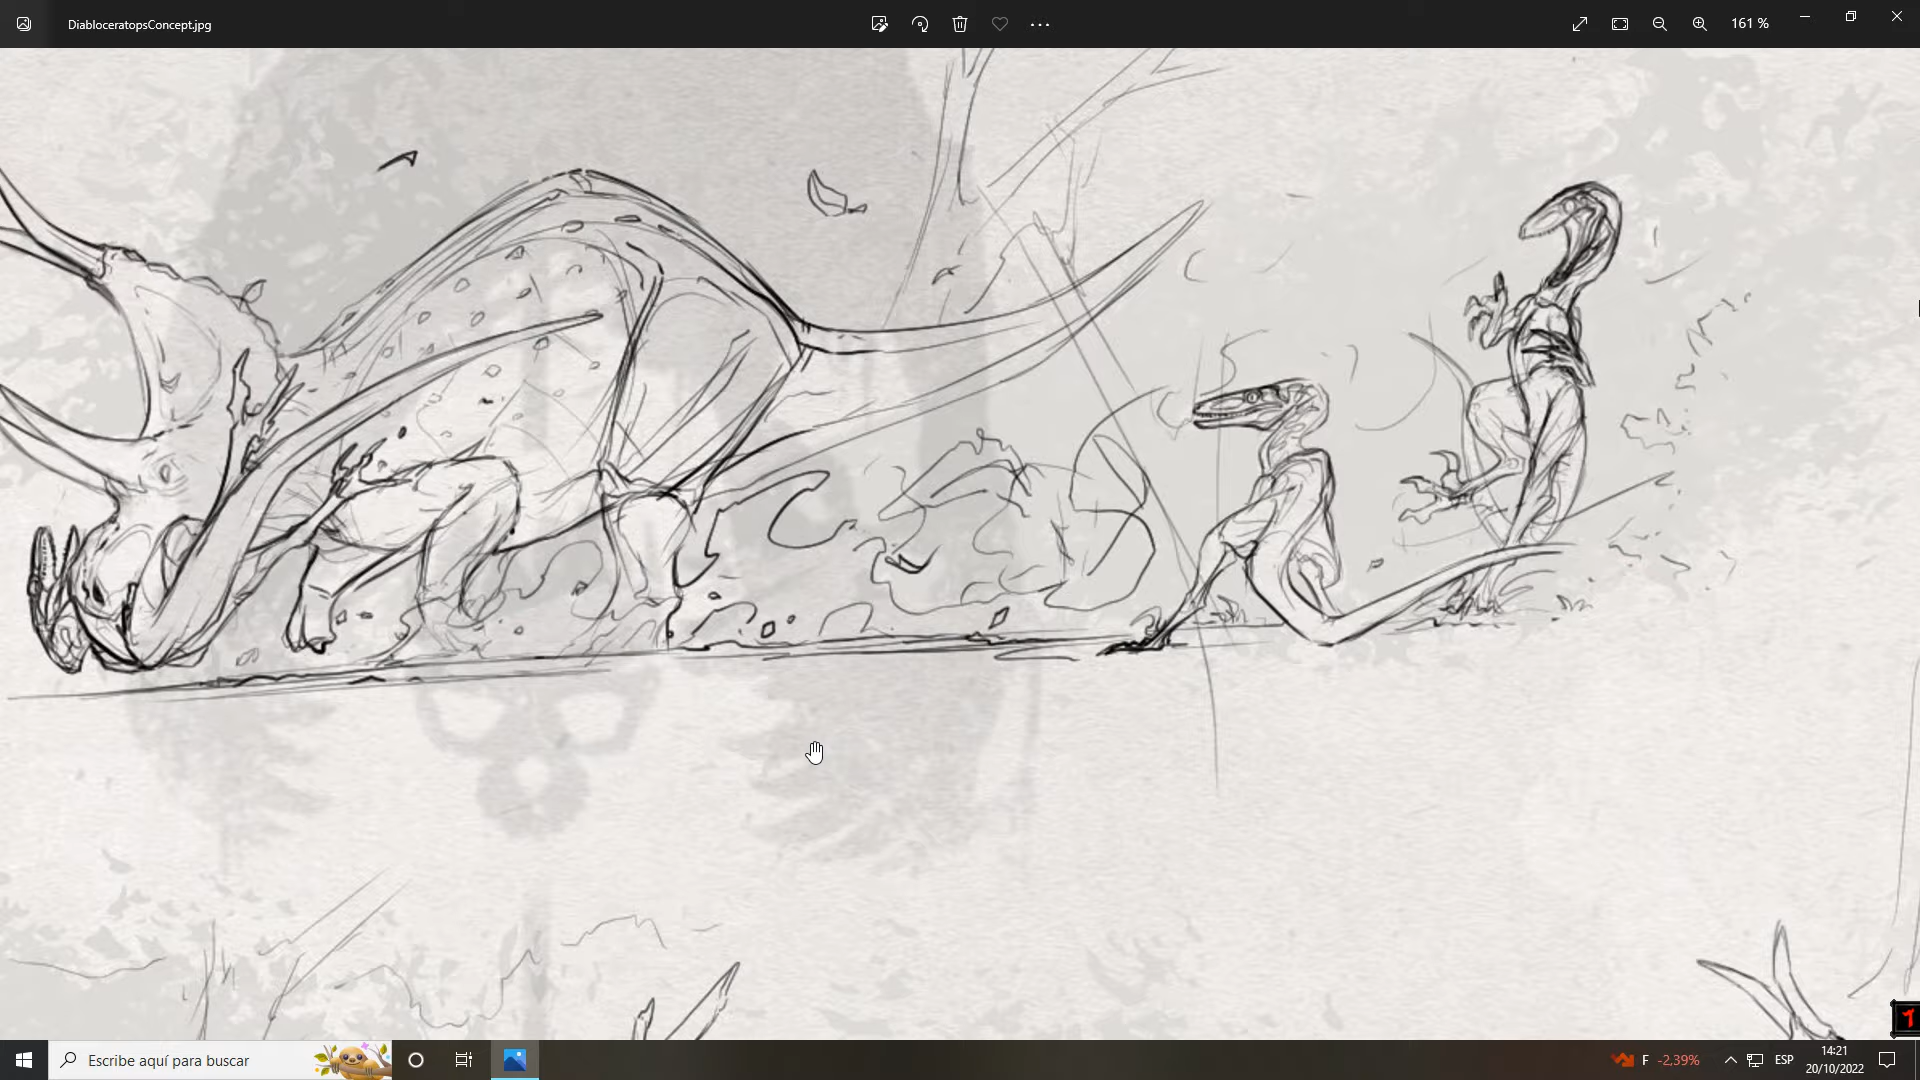 DiabloceratopsConcept.jpg
161 %
Escribe aquí para buscar
F -2,39%
ESP
14:21
20/10/2022